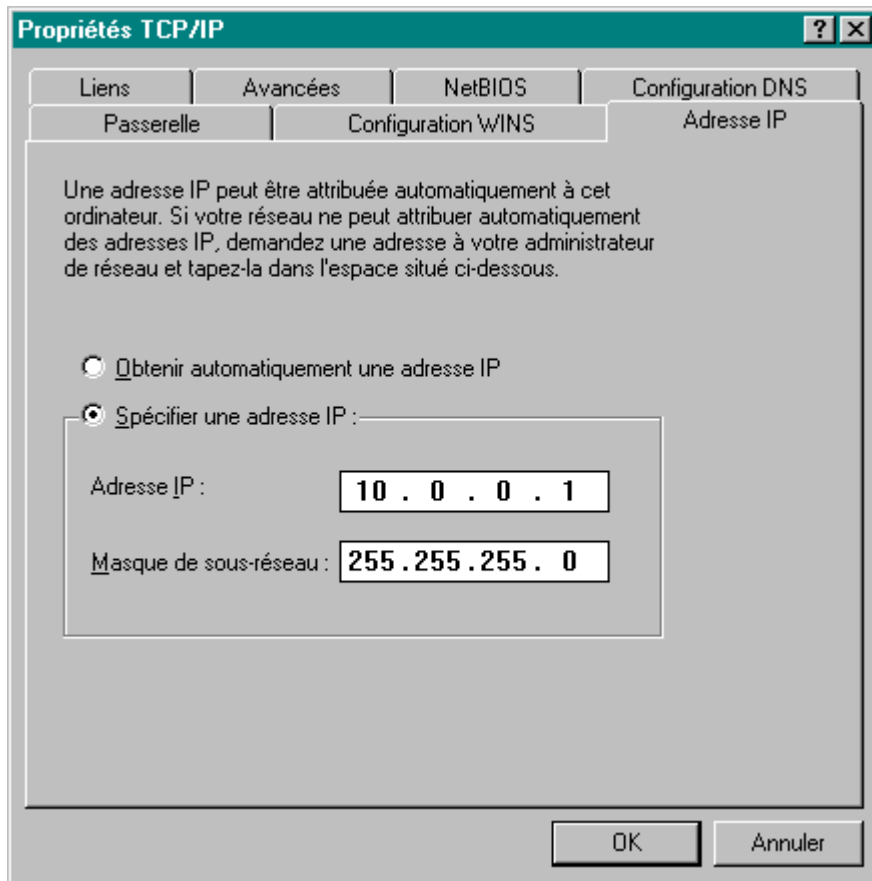 Propriétés TCP/IP
Liens Avancées NetBIOS Configuration DNS
Passerelle Configuration WINS Adresse IP
Une adresse IP peut être attribuée automatiquement à cet
ordinateur. Si votre réseau ne peut attribuer automatiquement
des adresses IP, demandez une adresse à votre administrateur
de réseau et tapez-la dans l'espace situé ci-dessous.
Obtenir automatiquement une adresse IP
Spécifier une adresse IP :
Adresse IP : 10 . 0 . 0 . 1
Masque de sous-réseau : 255.255.255. 0
OK Annuler